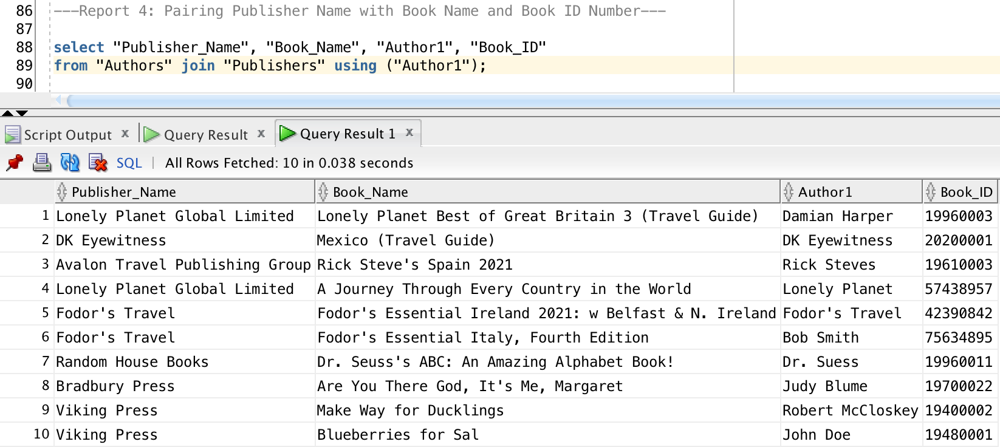 86 ---Report 4: Pairing Publisher Name with Book Name and Book ID Number---
87
88 select "Publisher_Name", "Book_Name", "Author1", "Book_ID"
89 from "Authors" join "Publishers" using ("Author1");
90
Script Output x Query Result x Query Result 1 x
SQL | All Rows Fetched: 10 in 0.038 seconds
Publisher_Name Book_Name Author1 Book_ID
1 Lonely Planet Global Limited Lonely Planet Best of Great Britain 3 (Travel Guide) Damian Harper 19960003
2 DK Eyewitness Mexico (Travel Guide) DK Eyewitness 20200001
3 Avalon Travel Publishing Group Rick Steve's Spain 2021 Rick Steves 19610003
4 Lonely Planet Global Limited A Journey Through Every Country in the World Lonely Planet 57438957
5 Fodor's Travel Fodor's Essential Ireland 2021: w Belfast & N. Ireland Fodor's Travel 42390842
6 Fodor's Travel Fodor's Essential Italy, Fourth Edition Bob Smith 75634895
7 Random House Books Dr. Seuss's ABC: An Amazing Alphabet Book! Dr. Suess 19960011
8 Bradbury Press Are You There God, It's Me, Margaret Judy Blume 19700022
9 Viking Press Make Way for Ducklings Robert McCloskey 19400002
10 Viking Press Blueberries for Sal John Doe 19480001